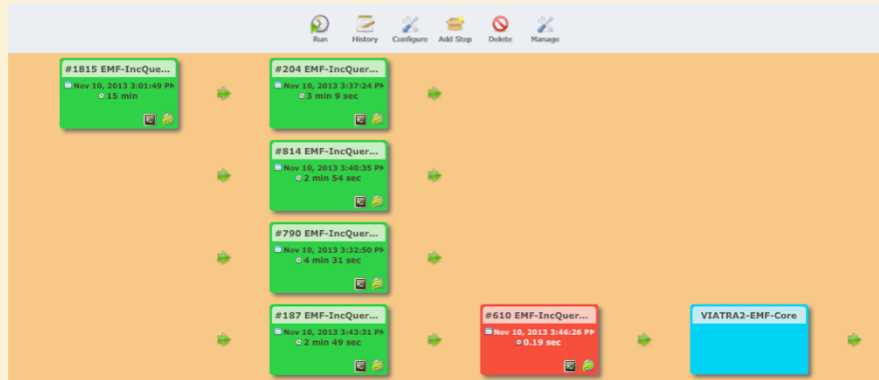 Run History Configure Add Step Delete Manage
#1815 EMF-IncQue...
Nov 10, 2013 3:01:49 PM
15 min
#204 EMF-IncQuer...
Nov 10, 2013 3:37:24 PM
3 min 9 sec
#814 EMF-IncQuer...
Nov 10, 2013 3:40:35 PM
2 min 54 sec
#790 EMF-IncQuer...
Nov 10, 2013 3:32:50 PM
4 min 31 sec
#187 EMF-IncQuer...
Nov 10, 2013 3:43:31 PM
2 min 49 sec
#610 EMF-IncQuer...
Nov 10, 2013 3:46:26 PM
0.19 sec
VIATRA2-EMF-Core